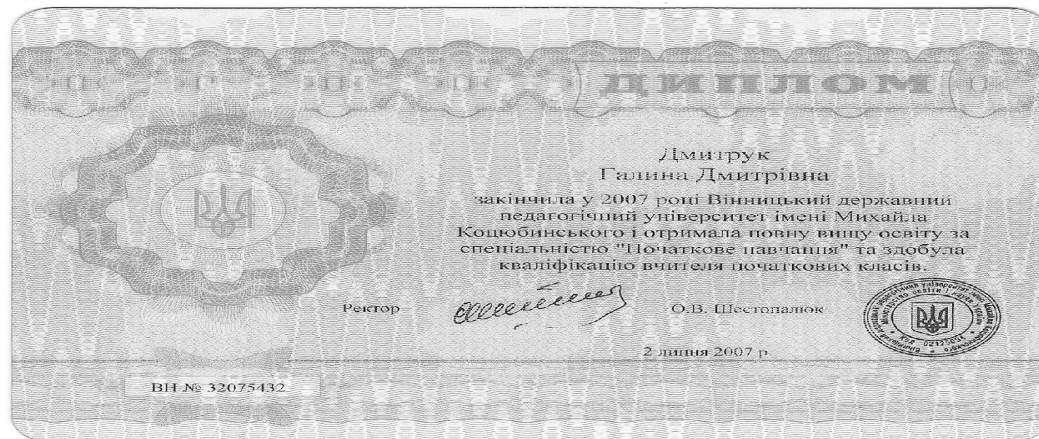 ДИПЛОМ
Дмитрук
Галина Дмитрівна
закінчила у 2007 році Вінницький державний
педагогічний університет імені Михайла
Коцюбинського і отримала повну вищу освіту за
спеціальністю "Початкове навчання" та здобула
кваліфікацію вчителя початкових класів.
Ректор
О.В. Шестопалюк
2 липня 2007 р.
ВН № 32075432